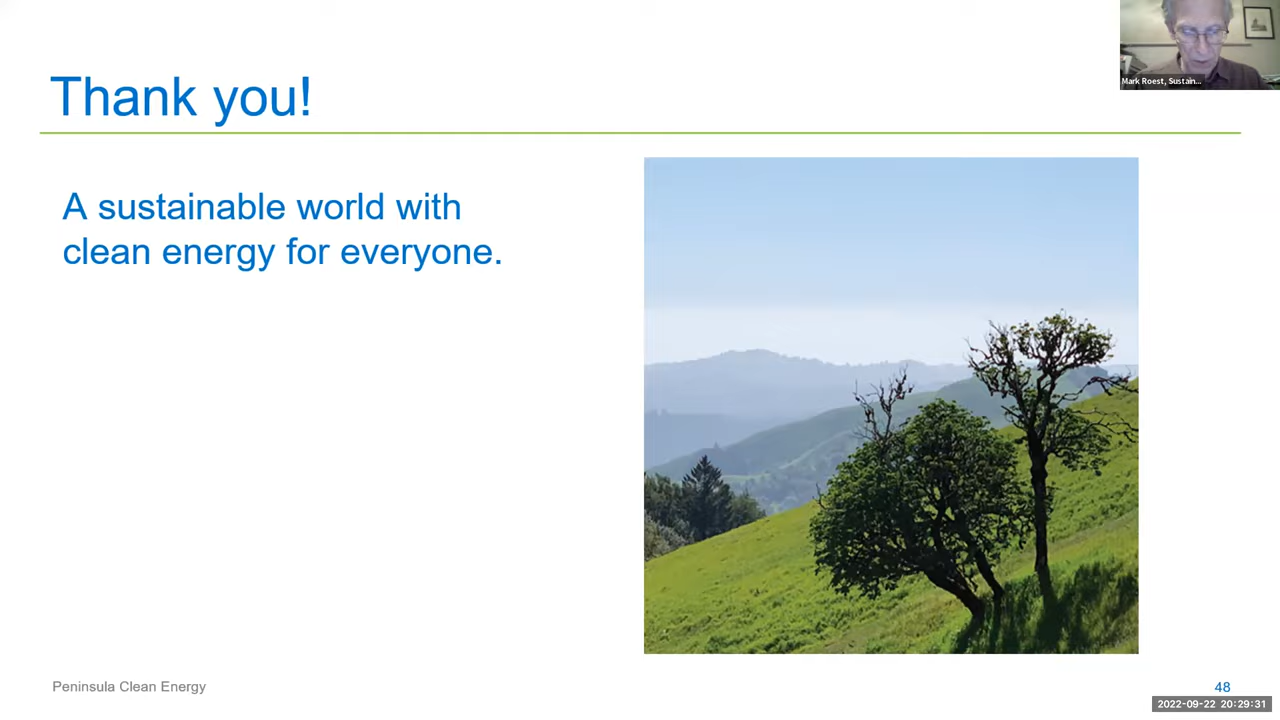 Thank you!
Mark Roest, Sustain...
A sustainable world with
clean energy for everyone.
Peninsula Clean Energy
48
2022-09-22 20:29:31